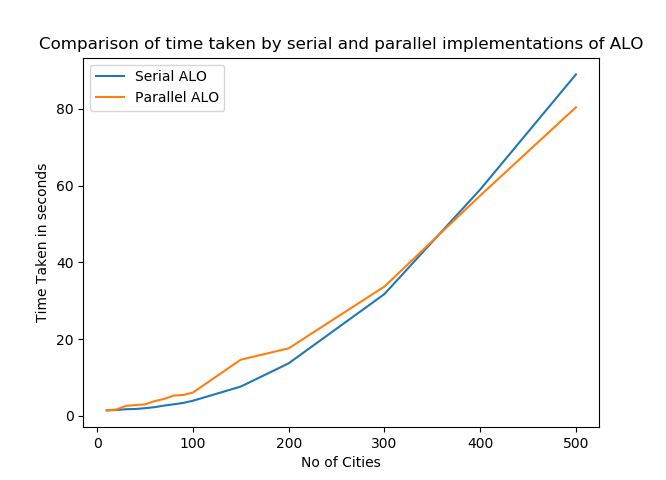 Comparison of time taken by serial and parallel implementations of ALO
Serial ALO
Parallel ALO
Time Taken in seconds
80
60
40
20
0
0 100 200 300 400 500
No of Cities